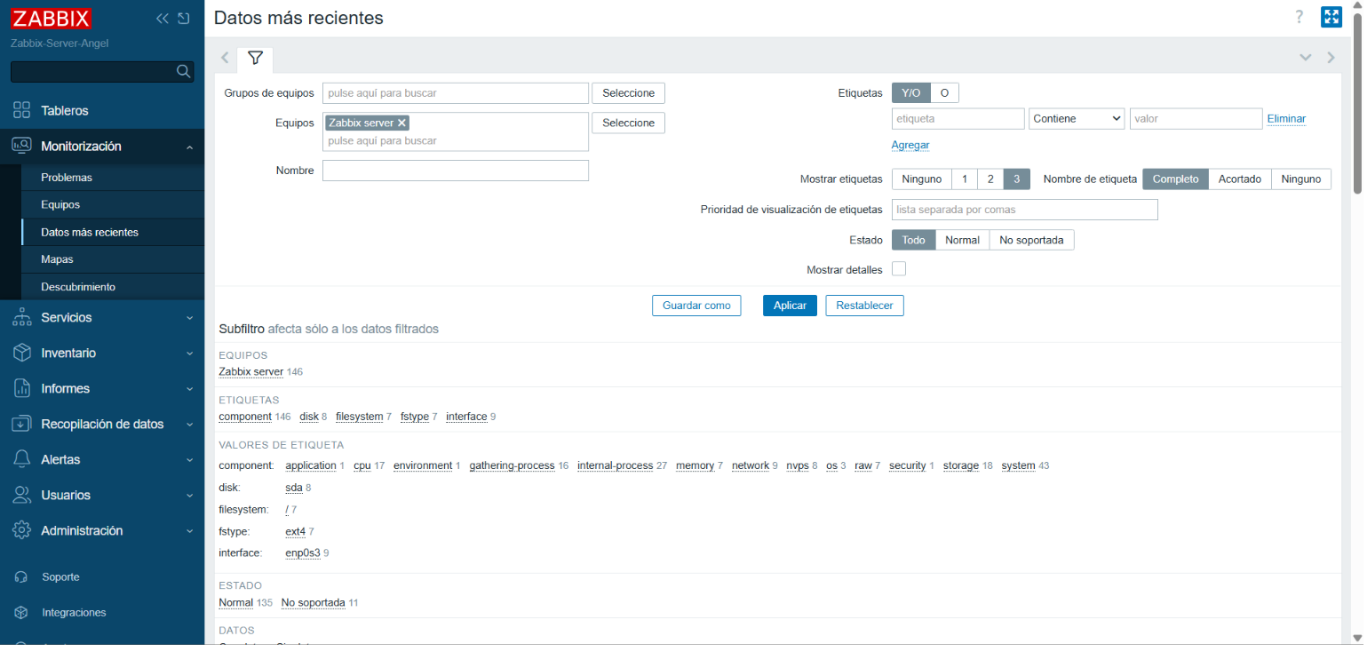 ZABBIX
Zabbix-Server-Angel
Tableros
Monitorización
Problemas
Equipos
Datos más recientes
Mapas
Descubrimiento
Servicios
Inventario
Informes
Recopilación de datos
Alertas
Usuarios
Administración
Soporte
Integraciones
Datos más recientes
?
Grupos de equipos pulse aquí para buscar Seleccione
Equipos Zabbix server Seleccione
pulse aquí para buscar
Nombre
Etiquetas Y/O O
etiqueta Contiene valor Eliminar
Agregar
Mostrar etiquetas Ninguno 1 2 3 Nombre de etiqueta Completo Acortado Ninguno
Prioridad de visualización de etiquetas lista separada por comas
Estado Todo Normal No soportada
Mostrar detalles
Guardar como Aplicar Restablecer
Subfiltro afecta sólo a los datos filtrados
EQUIPOS
Zabbix server 146
ETIQUETAS
component 146 disk 8 filesystem 7 fstype 7 interface 9
VALORES DE ETIQUETA
component: application 1 cpu 17 environment 1 gathering-process 16 internal-process 27 memory 7 network 9 nvps 8 os 3 raw 7 security 1 storage 18 system 43
disk: sda 8
filesystem: / 7
fstype: ext4 7
interface: enp0s3 9
ESTADO
Normal 135 No soportada 11
DATOS